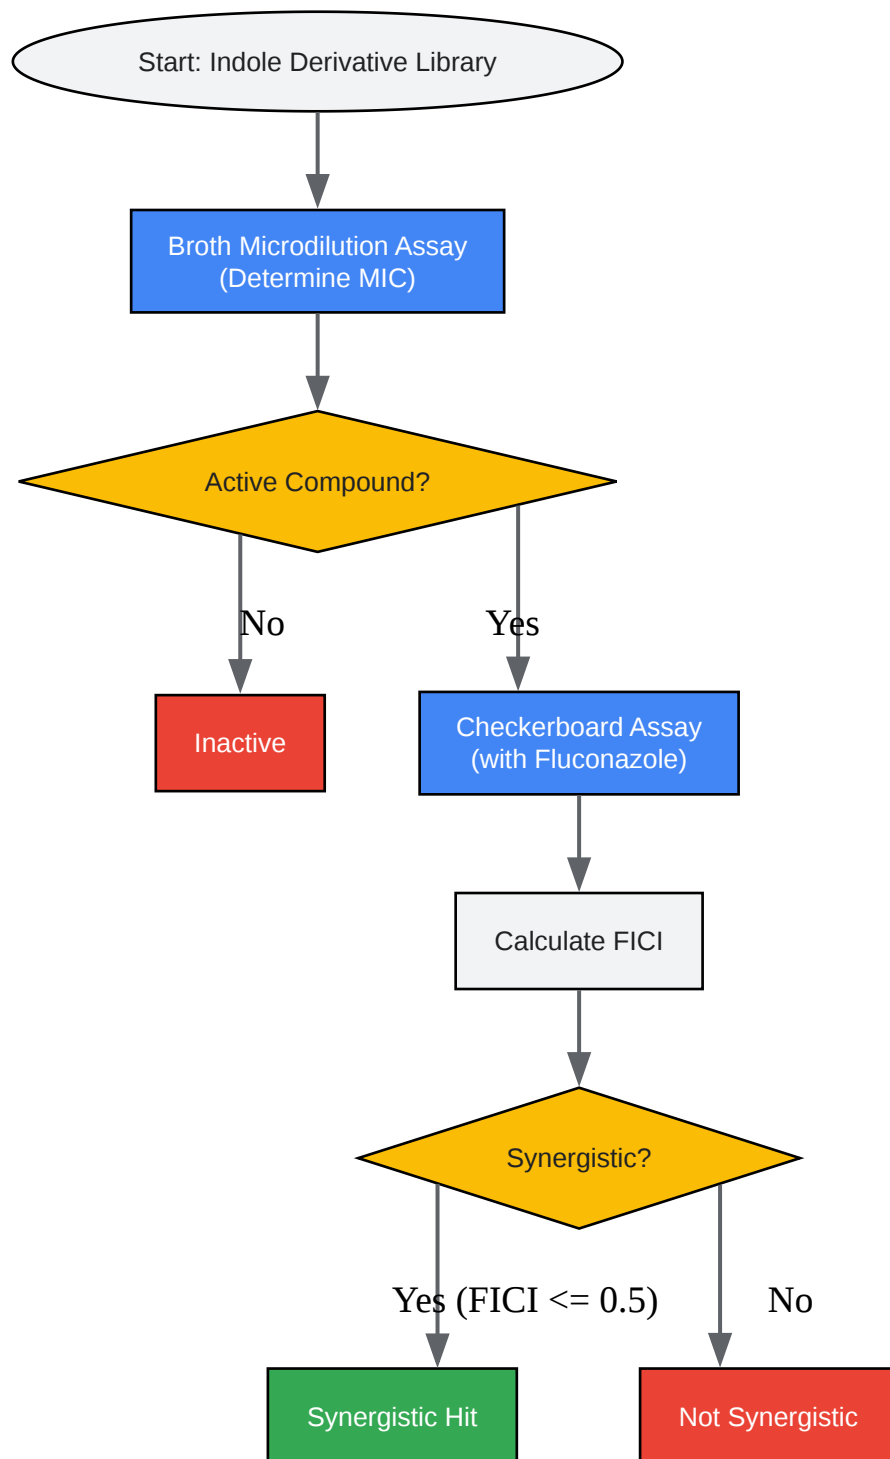 Start: Indole Derivative Library
Broth Microdilution Assay
(Determine MIC)
Active Compound?
No
Yes
Inactive
Checkerboard Assay
(with Fluconazole)
Calculate FICI
Synergistic?
Yes (FICI <= 0.5)
No
Synergistic Hit
Not Synergistic